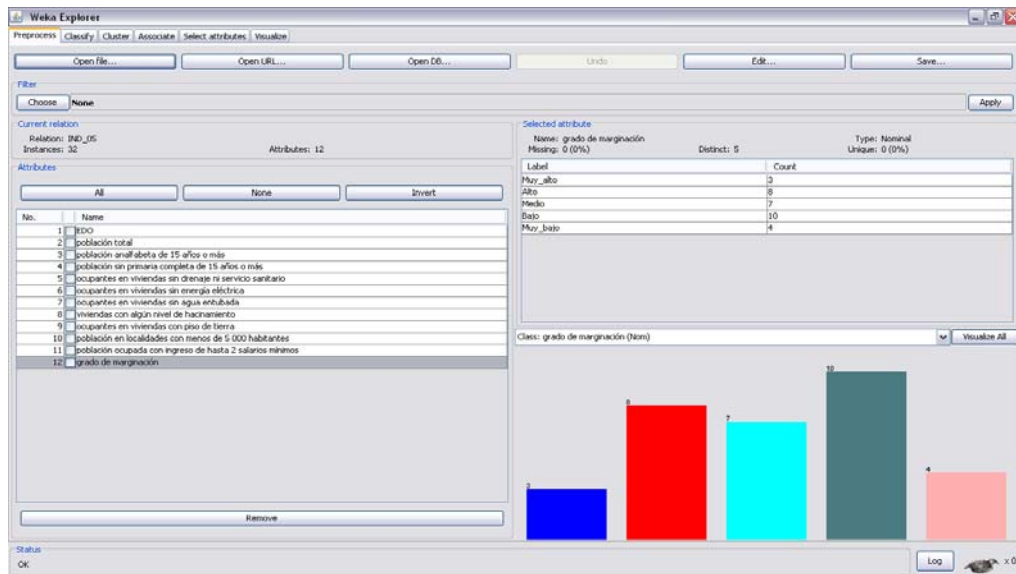 Weka Explorer
Preprocess Classify Cluster Associate Select attributes Visualize
Open file... Open URL... Open DB... Undo Edit... Save...
Filter
Choose None Apply
Current relation
Relation: IND_05
Instances: 32 Attributes: 12
Attributes
All None Invert
No. Name
1 EDO
2 población total
3 población analfabeta de 15 años o más
4 población sin primaria completa de 15 años o más
5 ocupantes en viviendas sin drenaje ni servicio sanitario
6 ocupantes en viviendas sin energía eléctrica
7 ocupantes en viviendas sin agua entubada
8 viviendas con algún nivel de hacinamiento
9 ocupantes en viviendas con piso de tierra
10 población en localidades con menos de 5 000 habitantes
11 población ocupada con ingreso de hasta 2 salarios mínimos
12 grado de marginación
Remove
Selected attribute
Name: grado de marginación Type: Nominal
Missing: 0 (0%) Distinct: 5 Unique: 0 (0%)
Label Count
Muy_alto 3
Alto 8
Medio 7
Bajo 10
Muy_bajo 4
Class: grado de marginación (Nom) Visualize All
3
8
7
10
4
Status
OK
Log x 0